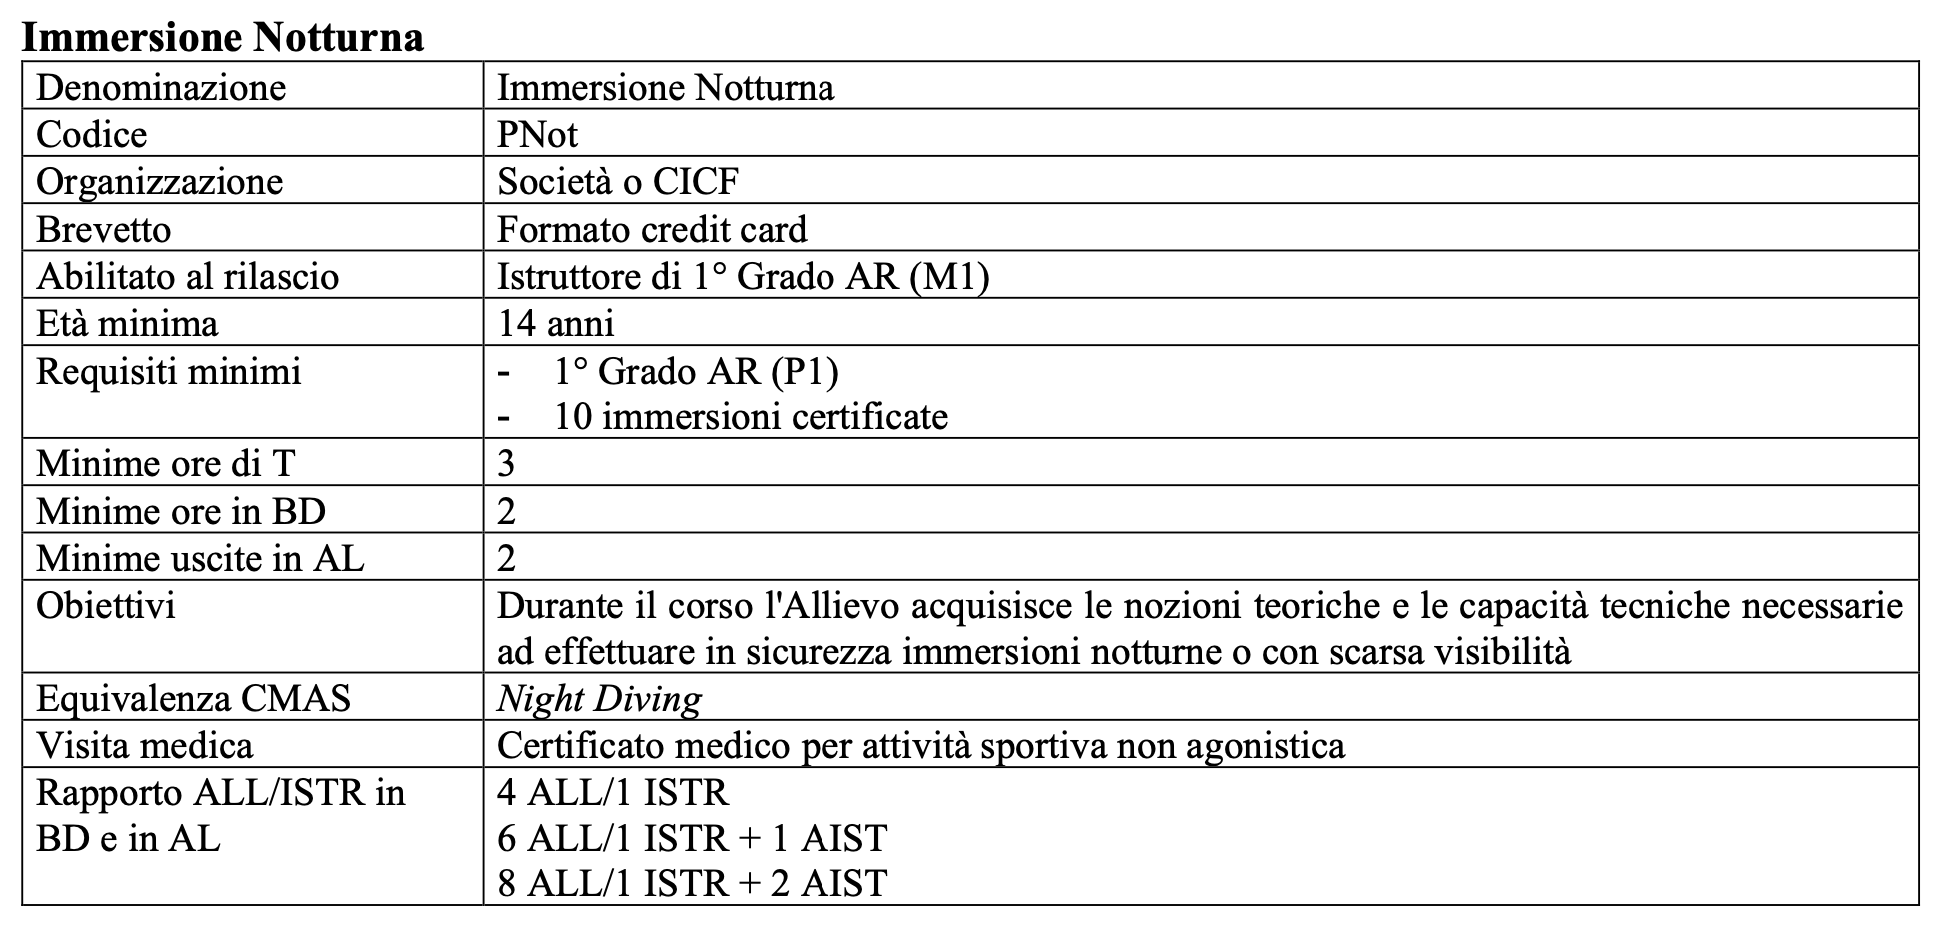 Immersione Notturna
Denominazione Immersione Notturna
Codice PNot
Organizzazione Società o CICF
Brevetto Formato credit card
Abilitato al rilascio Istruttore di 1° Grado AR (M1)
Età minima 14 anni
Requisiti minimi - 1° Grado AR (P1)
- 10 immersioni certificate
Minime ore di T 3
Minime ore in BD 2
Minime uscite in AL 2
Obiettivi Durante il corso l'Allievo acquisisce le nozioni teoriche e le capacità tecniche necessarie
ad effettuare in sicurezza immersioni notturne o con scarsa visibilità
Equivalenza CMAS Night Diving
Visita medica Certificato medico per attività sportiva non agonistica
Rapporto ALL/ISTR in 4 ALL/1 ISTR
BD e in AL 6 ALL/1 ISTR + 1 AIST
8 ALL/1 ISTR + 2 AIST